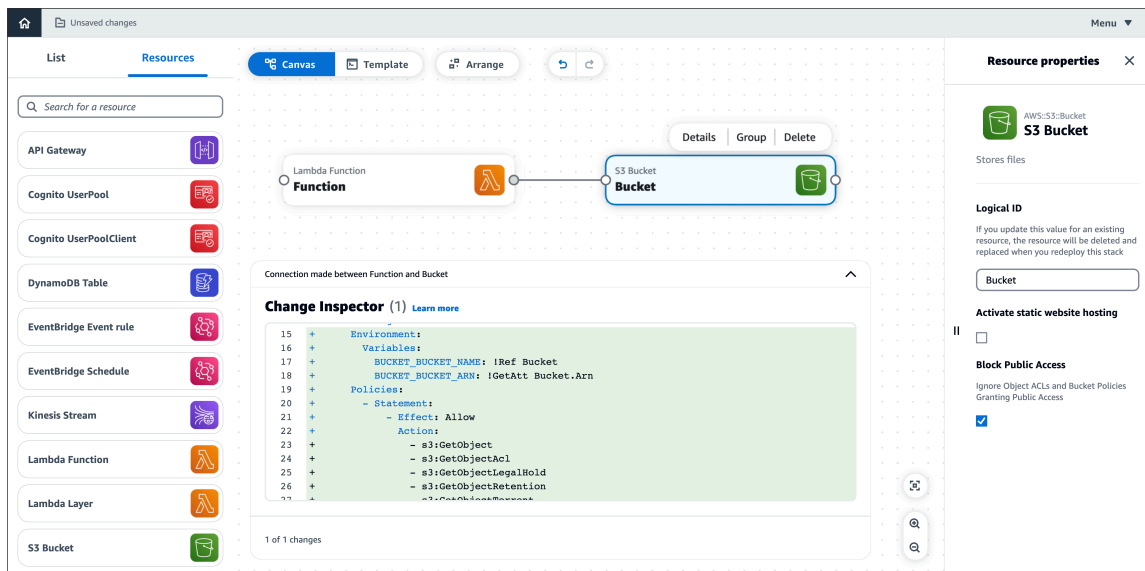 Unsaved changes
Menu
List
Resources
Search for a resource
API Gateway
Cognito UserPool
Cognito UserPoolClient
DynamoDB Table
EventBridge Event rule
EventBridge Schedule
Kinesis Stream
Lambda Function
Lambda Layer
S3 Bucket
Canvas
Template
Arrange
Details
Group
Delete
Lambda Function
Function
S3 Bucket
Bucket
Connection made between Function and Bucket
Change Inspector (1) Learn more
15 + Environment:
16 + Variables:
17 + BUCKET_BUCKET_NAME: !Ref Bucket
18 + BUCKET_BUCKET_ARN: !GetAtt Bucket.Arn
19 + Policies:
20 + - Statement:
21 + - Effect: Allow
22 + Action:
23 + - s3:GetObject
24 + - s3:GetObjectAcl
25 + - s3:GetObjectLegalHold
26 + - s3:GetObjectRetention
27 + - s3:GetObjectTorrent
1 of 1 changes
Resource properties
AWS::S3::Bucket
S3 Bucket
Stores files
Logical ID
If you update this value for an existing
resource, the resource will be deleted and
replaced when you redeploy this stack
Bucket
Activate static website hosting
Block Public Access
Ignore Object ACLs and Bucket Policies
Granting Public Access